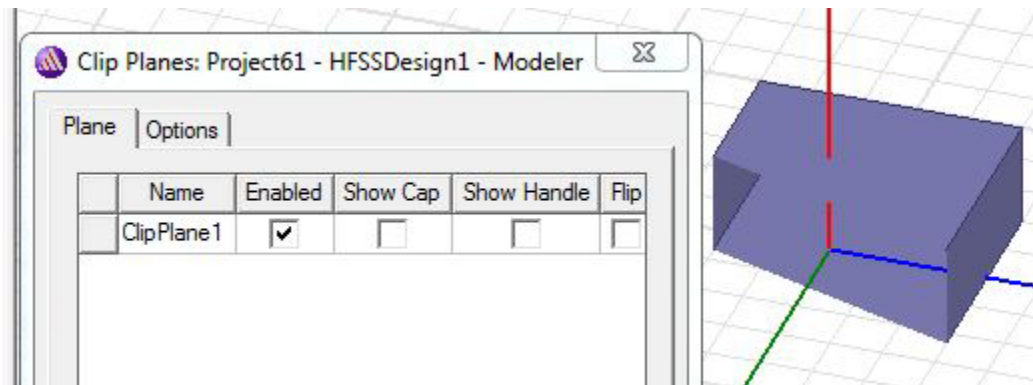 Clip Planes: Project61 - HFSSDesign1 - Modeler
Plane Options
Name Enabled Show Cap Show Handle Flip
ClipPlane1